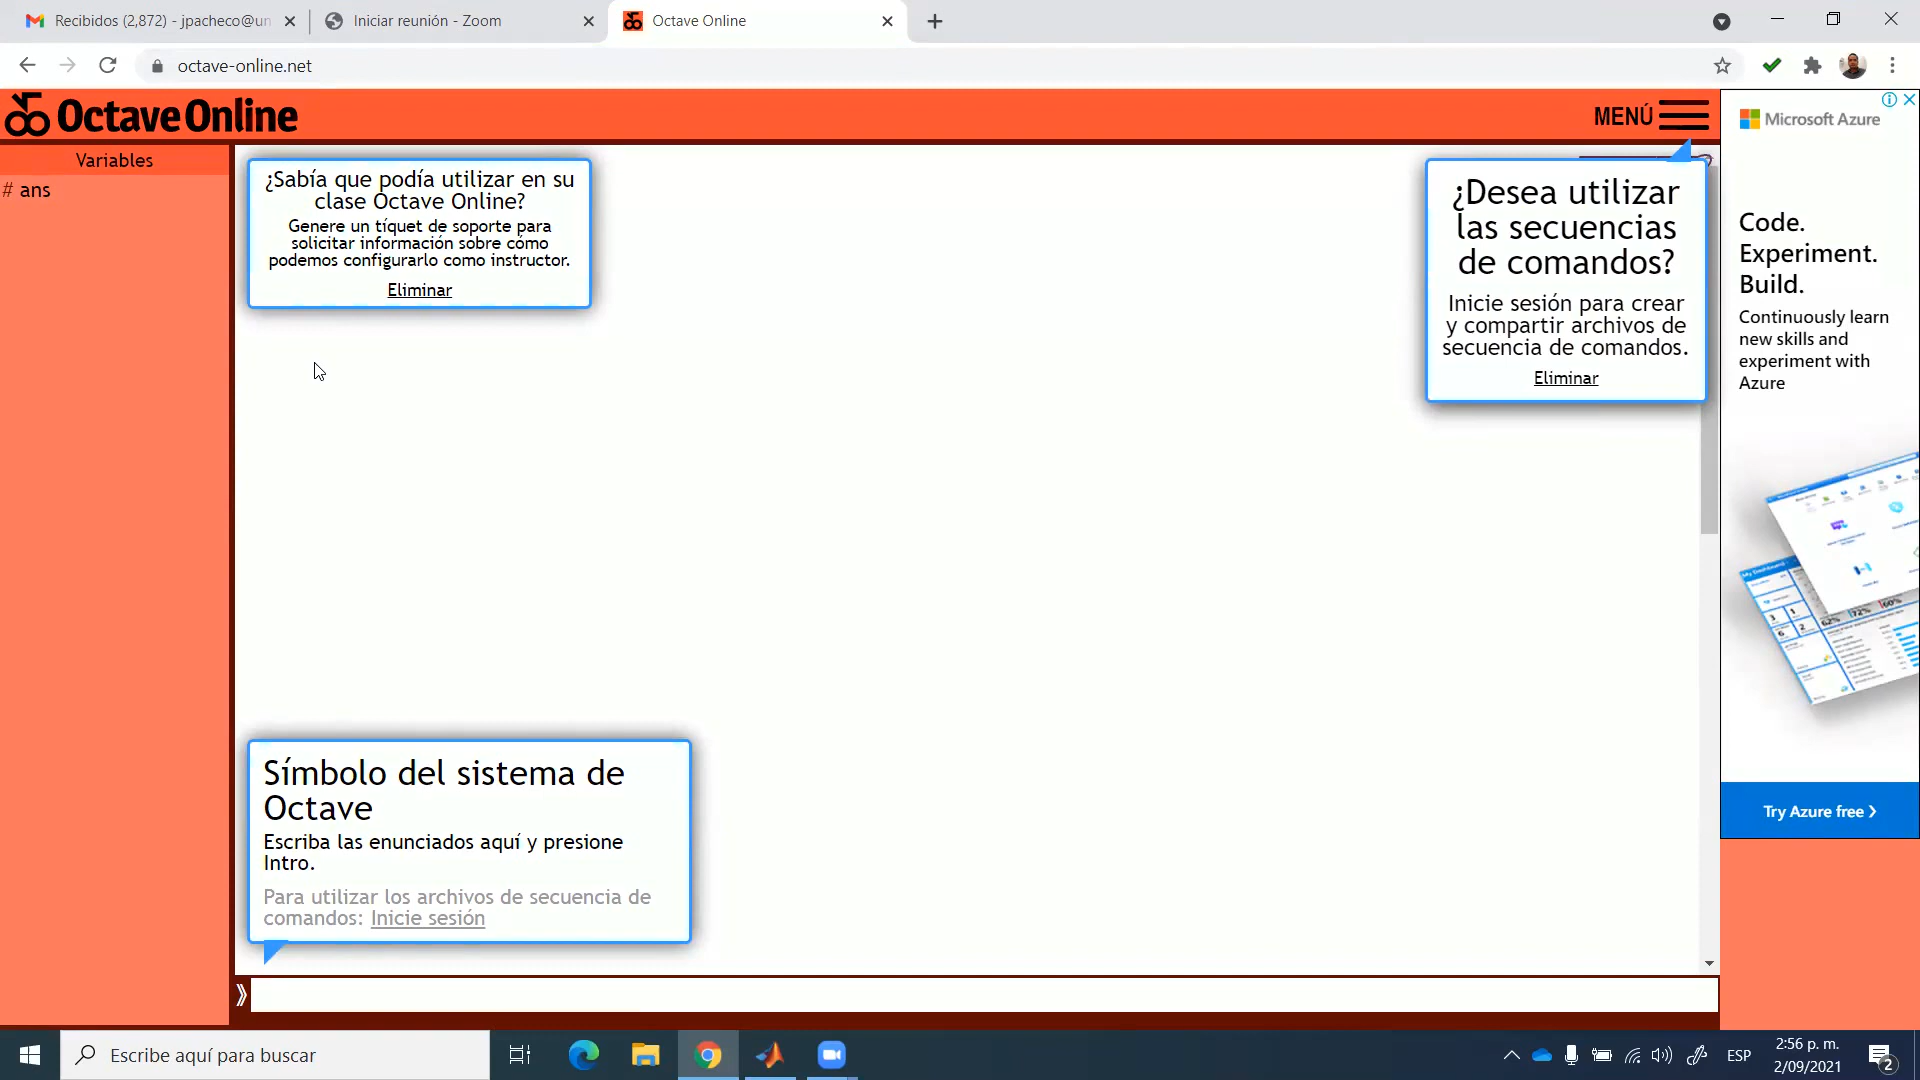 Recibidos (2,872) - jpacheco@un
Iniciar reunión - Zoom
Octave Online
octave-online.net
Octave Online
MENÚ
Variables
# ans
¿Sabía que podía utilizar en su
clase Octave Online?
Genere un tíquet de soporte para
solicitar información sobre cómo
podemos configurarlo como instructor.
Eliminar
¿Desea utilizar
las secuencias
de comandos?
Inicie sesión para crear
y compartir archivos de
secuencia de comandos.
Eliminar
Microsoft Azure
Code.
Experiment.
Build.
Continuously learn
new skills and
experiment with
Azure
Try Azure free
Símbolo del sistema de
Octave
Escriba las enunciados aquí y presione
Intro.
Para utilizar los archivos de secuencia de
comandos: Inicie sesión
Escribe aquí para buscar
ESP
2:56 p. m.
2/09/2021
2